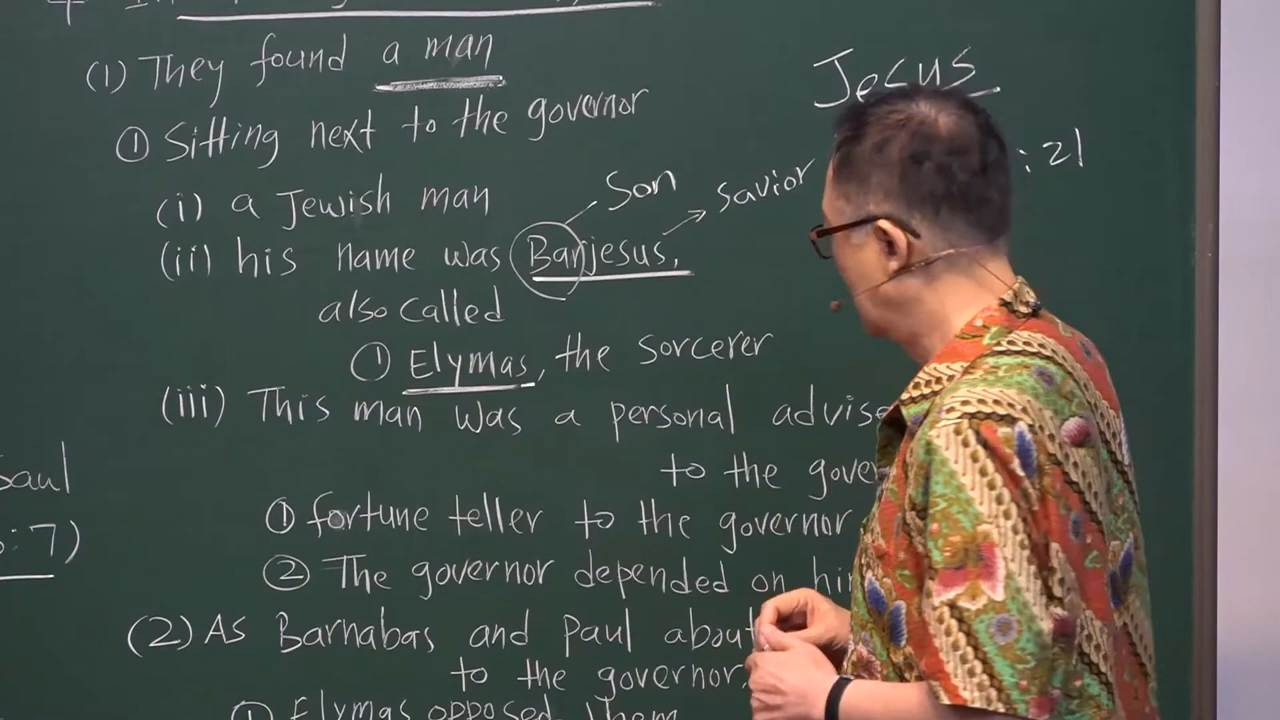 (1) They found a man
① Sitting next to the governor
(i) a Jewish man
(ii) his name was Barjesus,
Son
savior
Jesus
:21
also called
① Elymas, the sorcerer
(iii) This man was a personal advise
to the gove
① fortune teller to the governor
② The governor depended on hi
(2) As Barnabas and Paul about
to the governor,
① Elymas opposed them
Saul
:7)